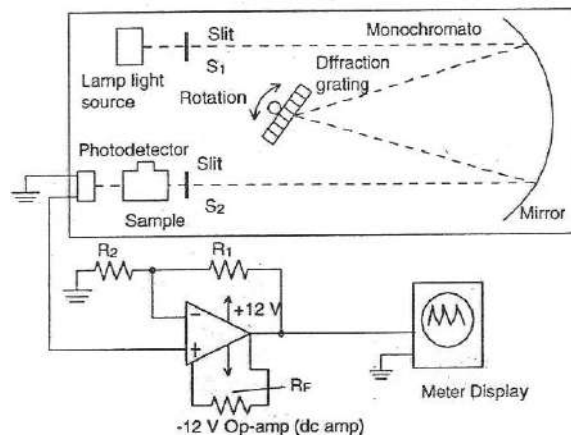 Slit
Monochromato
Lamp light
source
S1
Dffraction
grating
Rotation
Photodetector
Slit
S2
Sample
Mirror
R2
R1
+12 V
−
+
RF
Meter Display
-12 V Op-amp (dc amp)